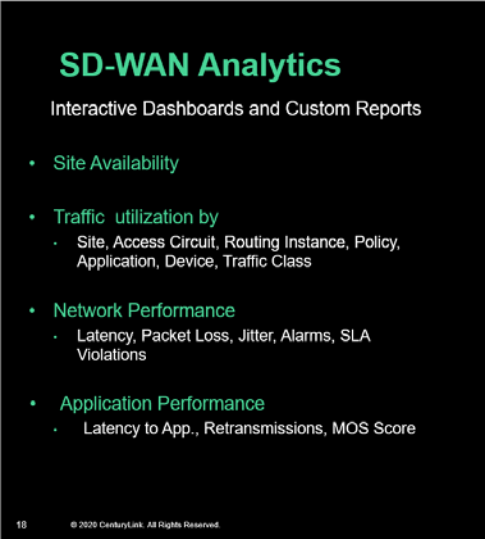 SD-WAN Analytics
Interactive Dashboards and Custom Reports
• Site Availability
• Traffic utilization by
• Site, Access Circuit, Routing Instance, Policy,
Application, Device, Traffic Class
• Network Performance
• Latency, Packet Loss, Jitter, Alarms, SLA
Violations
• Application Performance
• Latency to App., Retransmissions, MOS Score
18 © 2020 CenturyLink. All Rights Reserved.